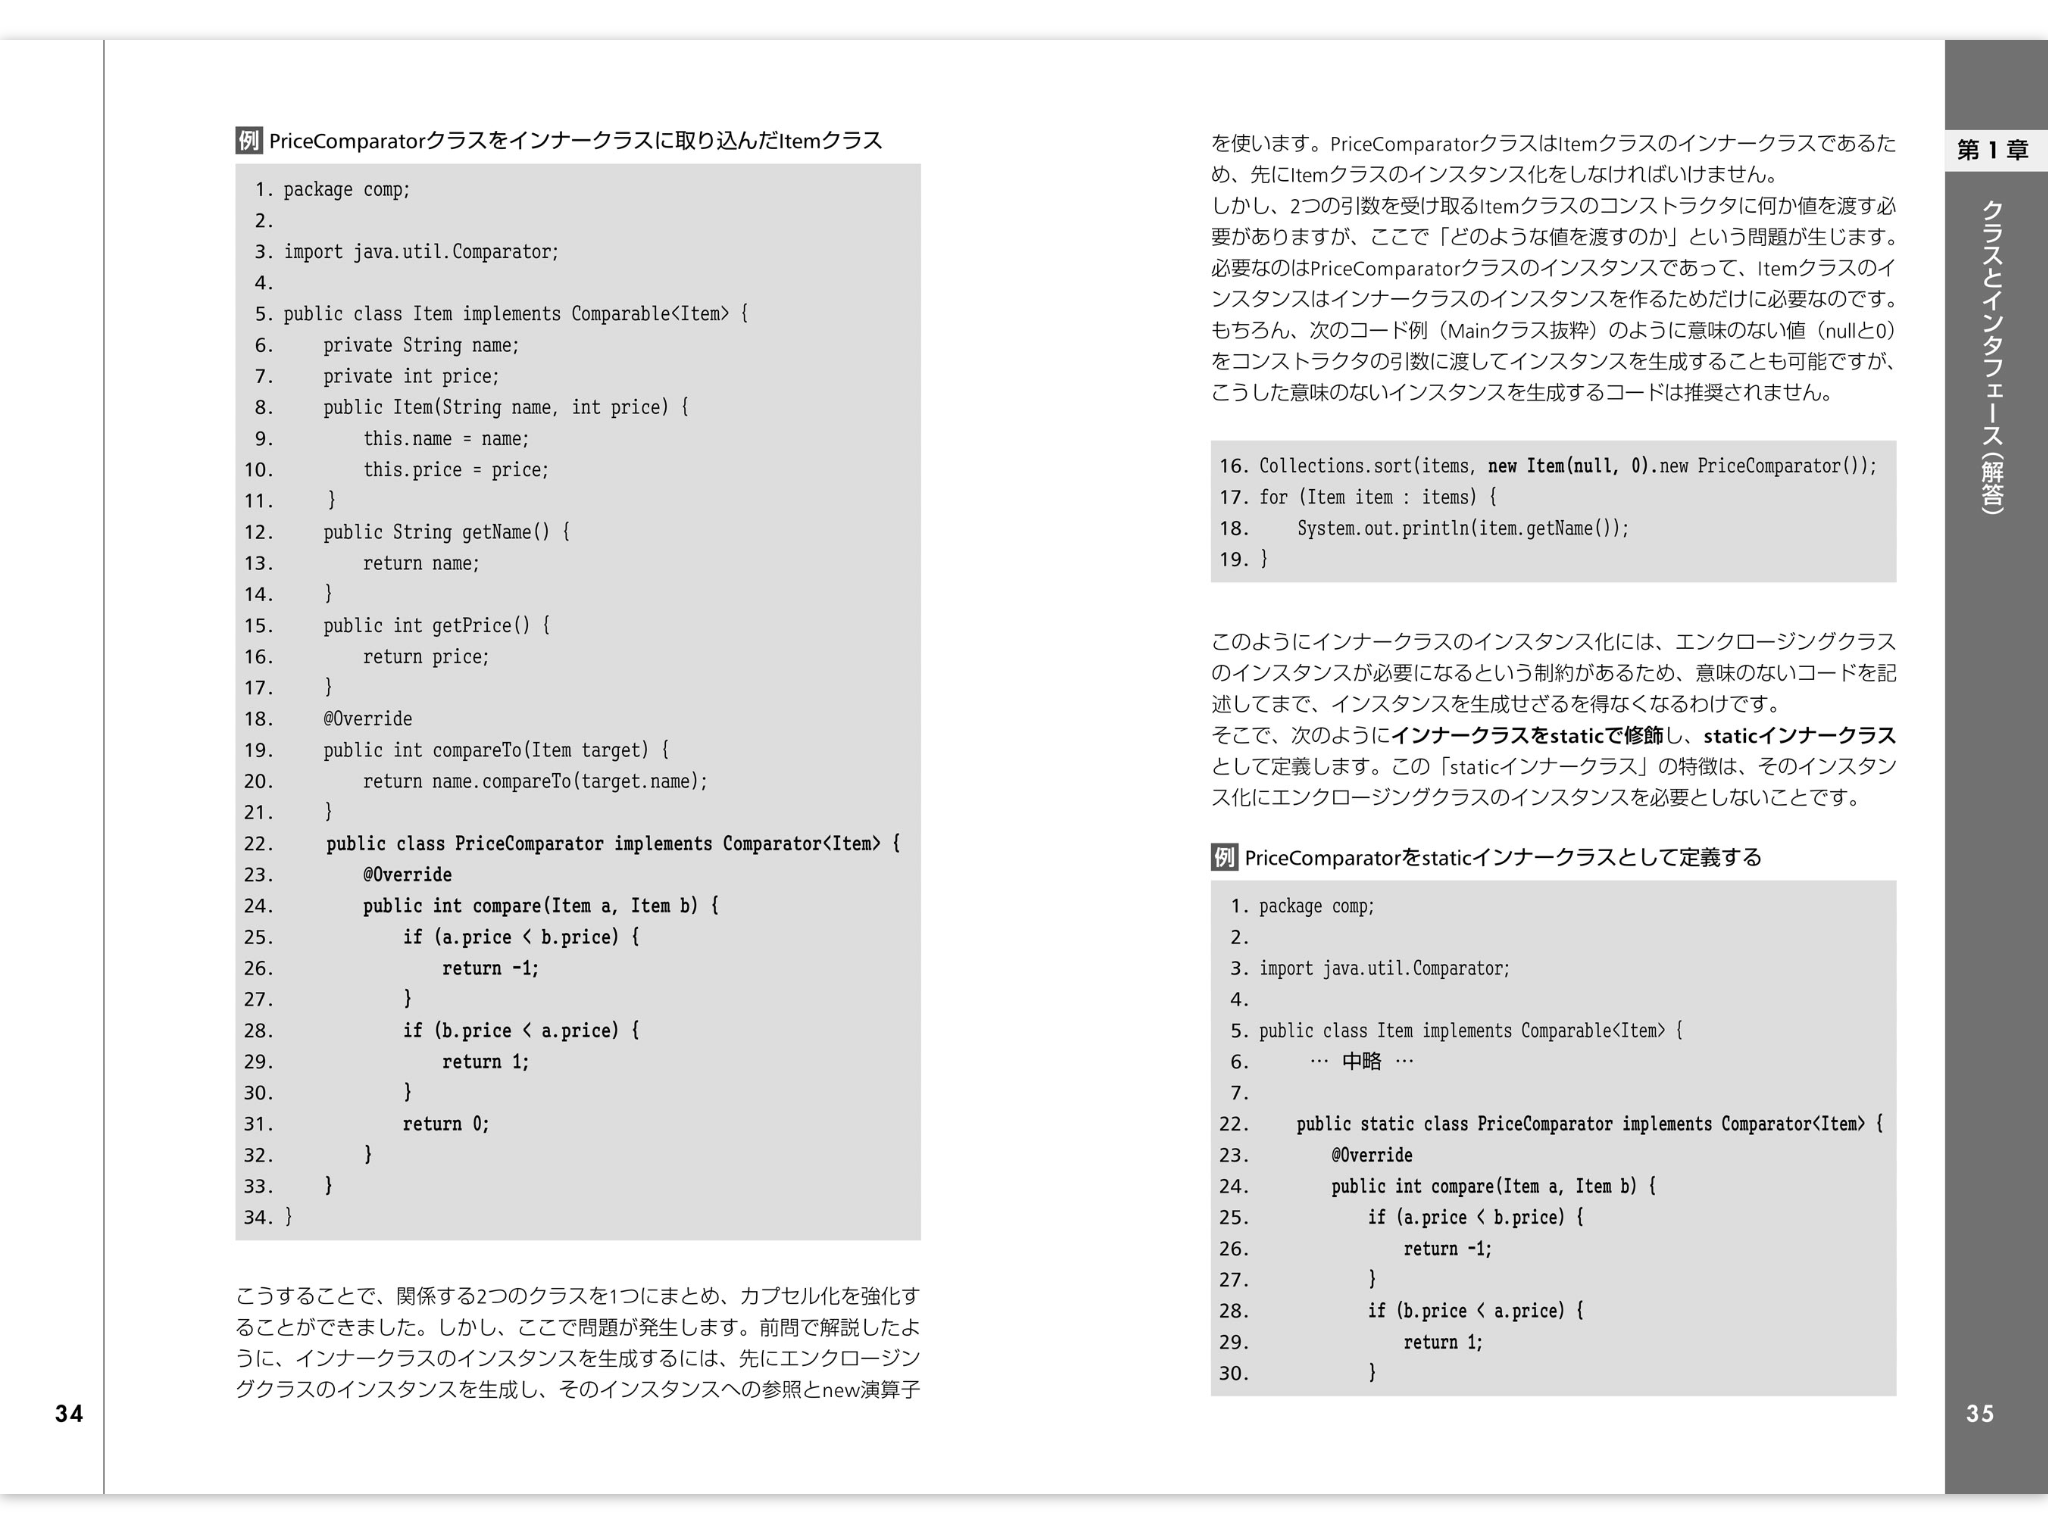 例 PriceComparatorクラスをインナークラスに取り込んだItemクラス
1. package comp;
2.
3. import java.util.Comparator;
4.
5. public class Item implements Comparable<Item> {
6.     private String name;
7.     private int price;
8.     public Item(String name, int price) {
9.         this.name = name;
10.         this.price = price;
11.     }
12.     public String getName() {
13.         return name;
14.     }
15.     public int getPrice() {
16.         return price;
17.     }
18.     @Override
19.     public int compareTo(Item target) {
20.         return name.compareTo(target.name);
21.     }
22.     public class PriceComparator implements Comparator<Item> {
23.         @Override
24.         public int compare(Item a, Item b) {
25.             if (a.price < b.price) {
26.                 return -1;
27.             }
28.             if (b.price < a.price) {
29.                 return 1;
30.             }
31.             return 0;
32.         }
33.     }
34. }
こうすることで、関係する2つのクラスを1つにまとめ、カプセル化を強化す
ることができました。しかし、ここで問題が発生します。前問で解説したよ
うに、インナークラスのインスタンスを生成するには、先にエンクロージン
グクラスのインスタンスを生成し、そのインスタンスへの参照とnew演算子
34
を使います。PriceComparatorクラスはItemクラスのインナークラスであるた
め、先にItemクラスのインスタンス化をしなければいけません。
しかし、2つの引数を受け取るItemクラスのコンストラクタに何か値を渡す必
要がありますが、ここで「どのような値を渡すのか」という問題が生じます。
必要なのはPriceComparatorクラスのインスタンスであって、Itemクラスのイ
ンスタンスはインナークラスのインスタンスを作るためだけに必要なのです。
もちろん、次のコード例（Mainクラス抜粋）のように意味のない値（nullと0）
をコンストラクタの引数に渡してインスタンスを生成することも可能ですが、
こうした意味のないインスタンスを生成するコードは推奨されません。
16. Collections.sort(items, new Item(null, 0).new PriceComparator());
17. for (Item item : items) {
18.     System.out.println(item.getName());
19. }
このようにインナークラスのインスタンス化には、エンクロージングクラス
のインスタンスが必要になるという制約があるため、意味のないコードを記
述してまで、インスタンスを生成せざるを得なくなるわけです。
そこで、次のようにインナークラスをstaticで修飾し、staticインナークラス
として定義します。この「staticインナークラス」の特徴は、そのインスタン
ス化にエンクロージングクラスのインスタンスを必要としないことです。
例 PriceComparatorをstaticインナークラスとして定義する
1. package comp;
2.
3. import java.util.Comparator;
4.
5. public class Item implements Comparable<Item> {
6.     … 中略 …
7.
22.     public static class PriceComparator implements Comparator<Item> {
23.         @Override
24.         public int compare(Item a, Item b) {
25.             if (a.price < b.price) {
26.                 return -1;
27.             }
28.             if (b.price < a.price) {
29.                 return 1;
30.             }
第1章
クラスとインタフェース（解答）
35